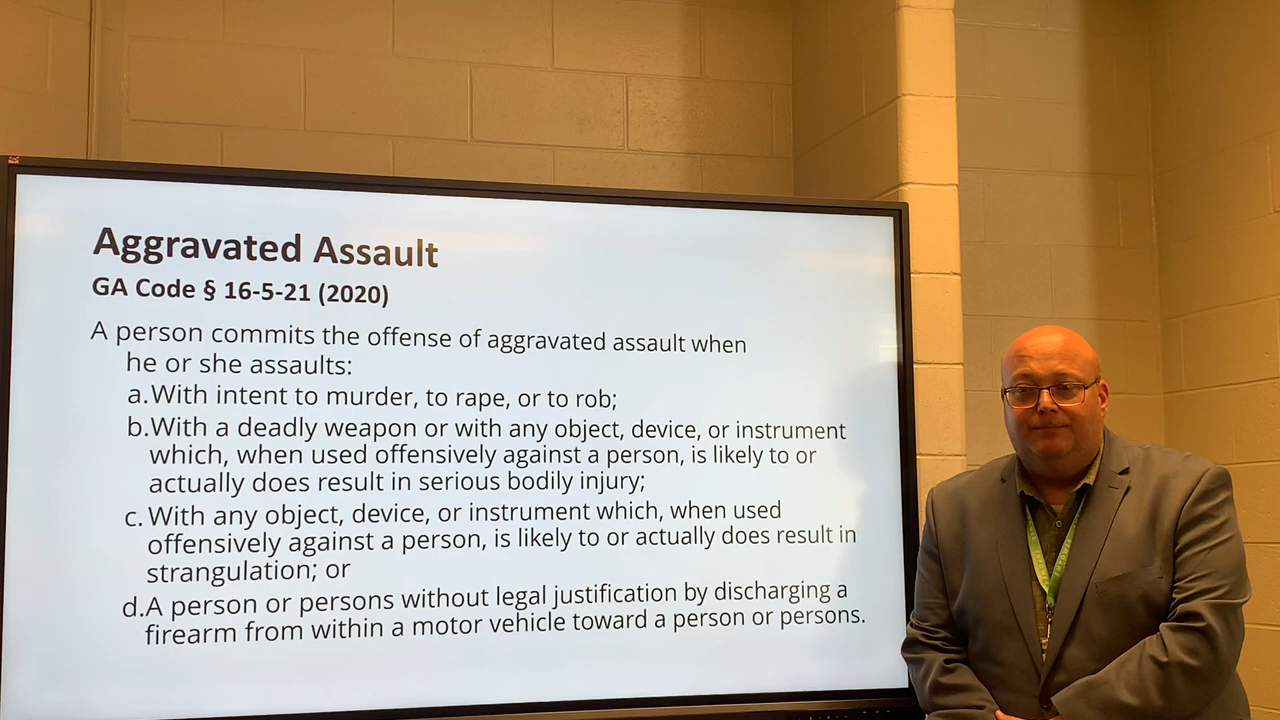 Aggravated Assault
GA Code § 16-5-21 (2020)
A person commits the offense of aggravated assault when
he or she assaults:
a.With intent to murder, to rape, or to rob;
b.With a deadly weapon or with any object, device, or instrument
which, when used offensively against a person, is likely to or
actually does result in serious bodily injury;
c. With any object, device, or instrument which, when used
offensively against a person, is likely to or actually does result in
strangulation; or
d.A person or persons without legal justification by discharging a
firearm from within a motor vehicle toward a person or persons.